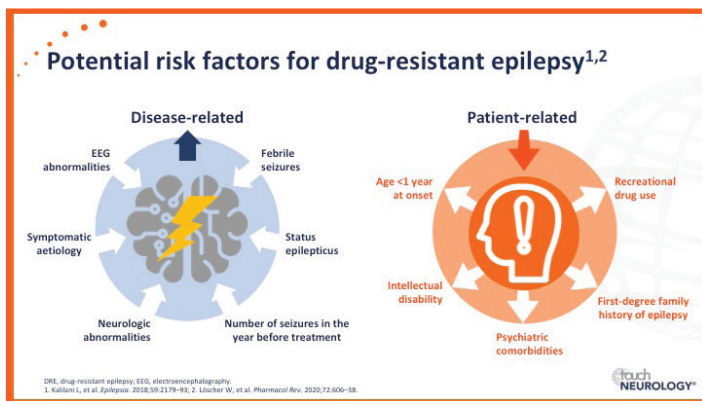 Potential risk factors for drug-resistant epilepsy1,2
Disease-related
EEG
abnormalities
Febrile
seizures
Symptomatic
aetiology
Status
epilepticus
Neurologic
abnormalities
Number of seizures in the
year before treatment
Patient-related
Age <1 year
at onset
Recreational
drug use
Intellectual
disability
First-degree family
history of epilepsy
Psychiatric
comorbidities
DRE, drug-resistant epilepsy; EEG, electroencephalography.
1. Kalilani L, et al. Epilepsia. 2018;59:2179–93; 2. Löscher W, et al. Pharmacol Rev. 2020;72:606–38.
touch
NEUROLOGY®